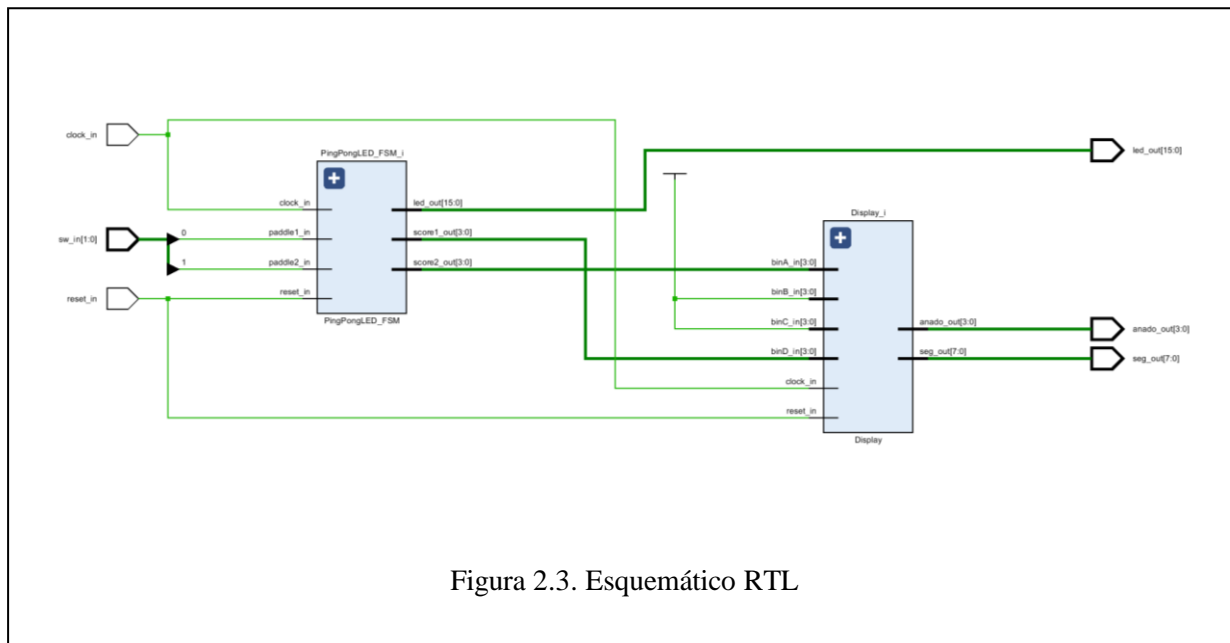 clock_in
sw_in[1:0]
0
1
reset_in
PingPongLED_FSM_i
clock_in
paddle1_in
paddle2_in
reset_in
led_out[15:0]
score1_out[3:0]
score2_out[3:0]
PingPongLED_FSM
Display_i
binA_in[3:0]
binB_in[3:0]
binC_in[3:0]
binD_in[3:0]
clock_in
reset_in
anado_out[3:0]
seg_out[7:0]
Display
led_out[15:0]
anado_out[3:0]
seg_out[7:0]
Figura 2.3. Esquemático RTL